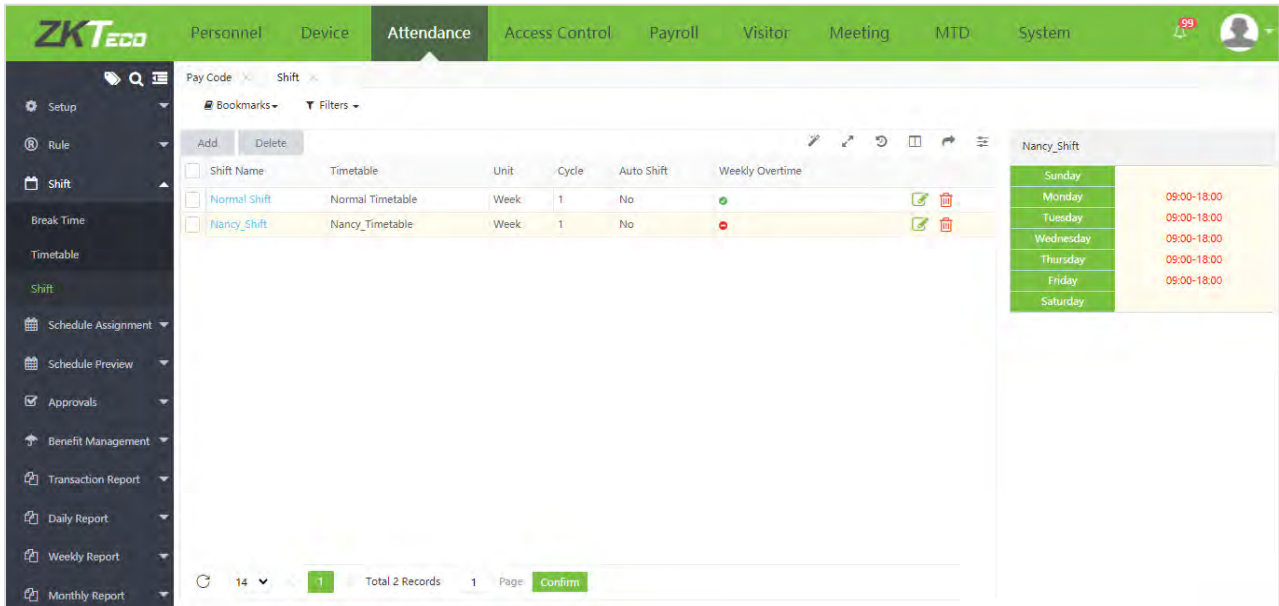 ZKTeco
Personnel Device Attendance Access Control Payroll Visitor Meeting MTD System 99
Pay Code Shift
Bookmarks Filters
Setup
Rule
Shift
Break Time
Timetable
Shift
Schedule Assignment
Schedule Preview
Approvals
Benefit Management
Transaction Report
Daily Report
Weekly Report
Monthly Report
Add Delete
Shift Name Timetable Unit Cycle Auto Shift Weekly Overtime
Normal Shift Normal Timetable Week 1 No
Nancy_Shift Nancy_Timetable Week 1 No
14 1 Total 2 Records 1 Page Confirm
Nancy_Shift
Sunday
Monday 09:00-18:00
Tuesday 09:00-18:00
Wednesday 09:00-18:00
Thursday 09:00-18:00
Friday 09:00-18:00
Saturday